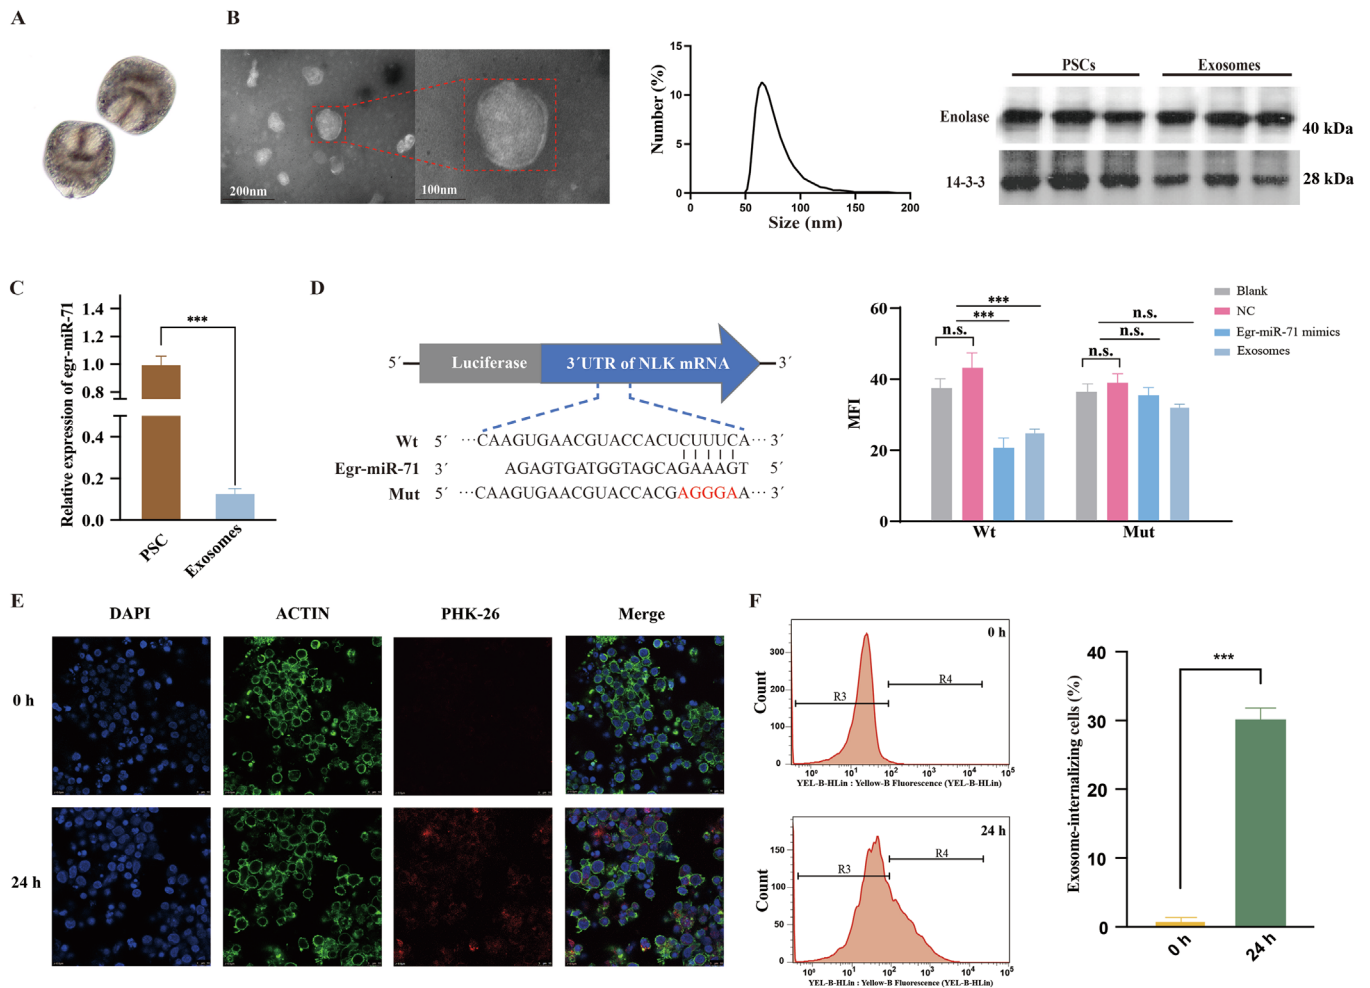 A
B
200nm
100nm
Number (%)
15
10
5
0
0
50
100
150
200
Size (nm)
PSCs
Exosomes
Enolase
40 kDa
14-3-3
28 kDa
C
Relative expression of egr-miR-71
1.4
1.2
1.0
0.8
0.4
0.2
0.0
***
PSC
Exosomes
D
5´
Luciferase
3´UTR of NLK mRNA
3´
Wt 5´ ···CAAGUGAACGUACCACUCUUUCA··· 3´
Egr-miR-71 3´ AGAGTGATGGTAGCAGAAAGT 5´
Mut 5´ ···CAAGUGAACGUACCACGAGGGAA··· 3´
MFI
60
40
20
0
n.s.
***
***
n.s.
n.s.
n.s.
Wt
Mut
Blank
NC
Egr-miR-71 mimics
Exosomes
E
DAPI
ACTIN
PHK-26
Merge
0 h
24 h
F
Count
300
200
100
0
0 h
R3
R4
10⁰
10¹
10²
10³
10⁴
10⁵
YEL-B-HLin : Yellow-B Fluorescence (YEL-B-HLin)
Count
150
100
50
0
24 h
R3
R4
10⁰
10¹
10²
10³
10⁴
10⁵
YEL-B-HLin : Yellow-B Fluorescence (YEL-B-HLin)
Exosome-internalizing cells (%)
40
30
20
10
0
***
0 h
24 h